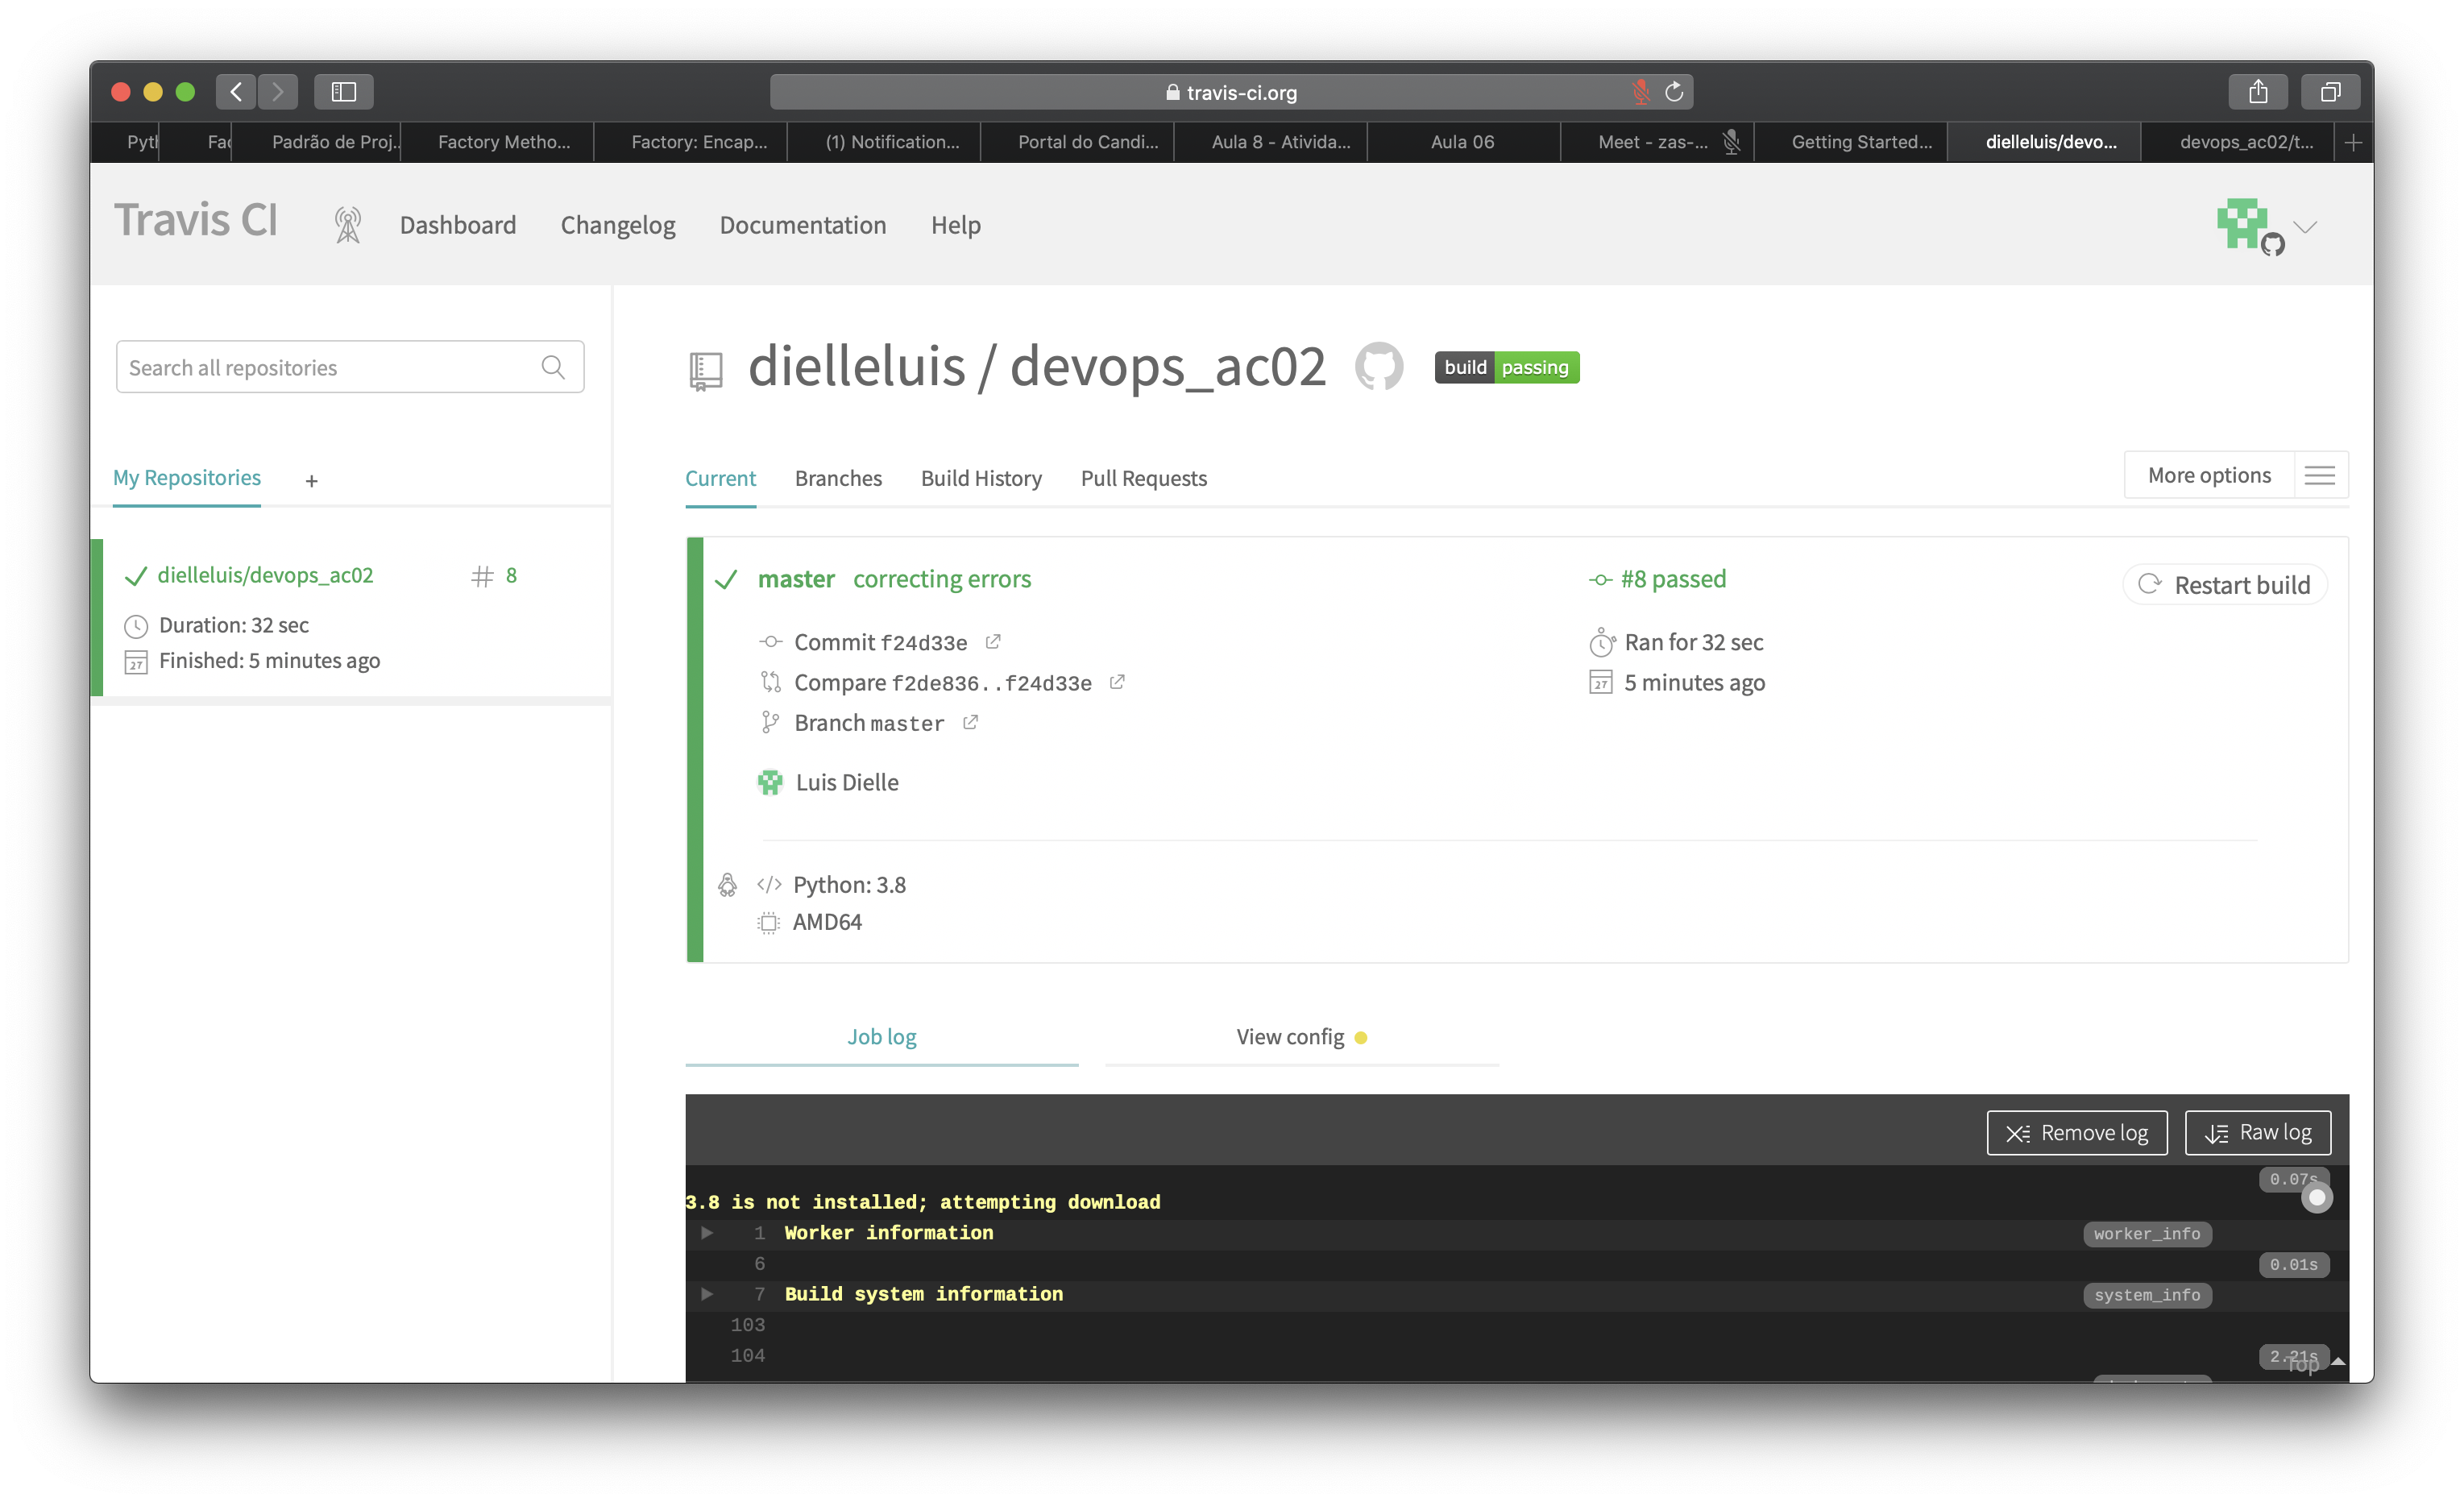 travis-ci.org
Pyth
Fac
Padrão de Proj...
Factory Metho...
Factory: Encap...
(1) Notification...
Portal do Candi...
Aula 8 - Ativida...
Aula 06
Meet - zas-...
Getting Started...
dielleluis/devo...
devops_ac02/t...
Travis CI
Dashboard
Changelog
Documentation
Help
Search all repositories
dielleluis / devops_ac02
build passing
My Repositories +
Current
Branches
Build History
Pull Requests
More options
dielleluis/devops_ac02 # 8
Duration: 32 sec
27 Finished: 5 minutes ago
master correcting errors
Commit f24d33e
Compare f2de836..f24d33e
Branch master
Luis Dielle
#8 passed
Ran for 32 sec
27 5 minutes ago
Restart build
</> Python: 3.8
AMD64
Job log
View config
Remove log
Raw log
0.07s
3.8 is not installed; attempting download
1 Worker information worker_info
6 0.01s
7 Build system information system_info
103
104 2.21s
Top